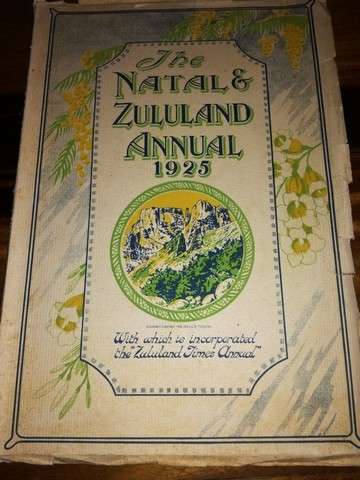 The
NATAL &
ZULULAND
ANNUAL
1925
With which is incorporated
the "Zululand Times Annual"